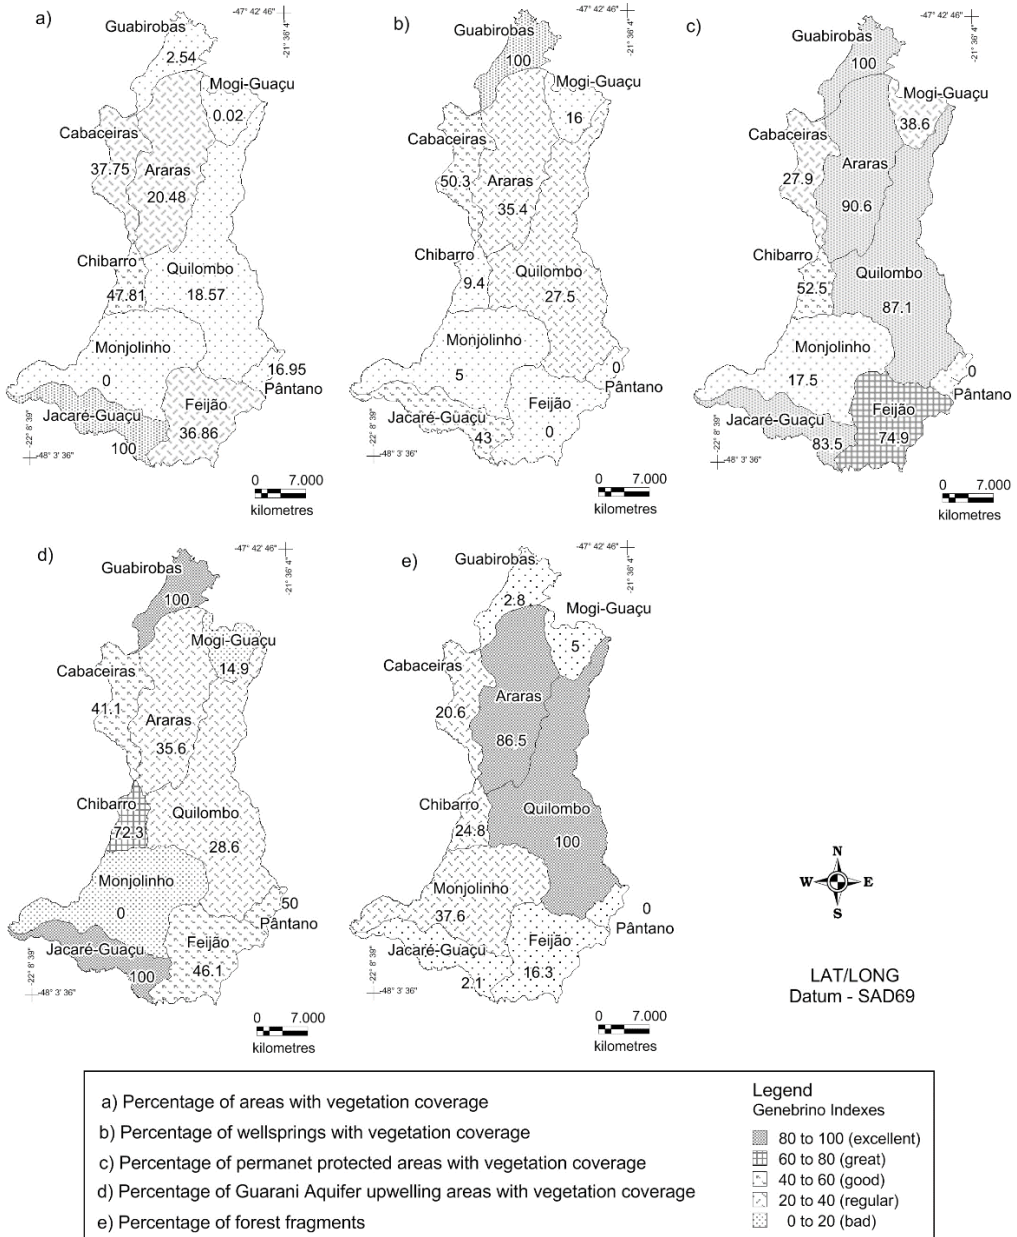 a)
Guabirobas
-47° 42' 46"
-21° 36' 4"
2.54
Mogi-Guaçu
0.02
Cabaceiras
37.75
Araras
20.48
Chibarro
47.81
Quilombo
18.57
Monjolinho
0
16.95
Pântano
Jacaré-Guaçu
100
Feijão
36.86
-22° 8' 39"
-48° 3' 36"
0 7.000
kilometres
b)
Guabirobas
-47° 42' 46"
-21° 36' 4"
100
Mogi-Guaçu
16
Cabaceiras
50.3
Araras
35.4
Chibarro
9.4
Quilombo
27.5
Monjolinho
5
0
Pântano
Jacaré-Guaçu
43
Feijão
0
-22° 8' 39"
-48° 3' 36"
0 7.000
kilometres
c)
Guabirobas
-47° 42' 46"
-21° 36' 4"
100
Mogi-Guaçu
38.6
Cabaceiras
27.9
Araras
90.6
Chibarro
52.5
Quilombo
87.1
Monjolinho
17.5
0
Pântano
Jacaré-Guaçu
83.5
Feijão
74.9
-22° 8' 39"
-48° 3' 36"
0 7.000
kilometres
d)
Guabirobas
-47° 42' 46"
-21° 36' 4"
100
Mogi-Guaçu
14.9
Cabaceiras
41.1
Araras
35.6
Chibarro
72.3
Quilombo
28.6
Monjolinho
0
50
Pântano
Jacaré-Guaçu
100
Feijão
46.1
-22° 8' 39"
-48° 3' 36"
0 7.000
kilometres
e)
Guabirobas
-47° 42' 46"
-21° 36' 4"
2.8
Mogi-Guaçu
5
Cabaceiras
20.6
Araras
86.5
Chibarro
24.8
Quilombo
100
Monjolinho
37.6
0
Pântano
Jacaré-Guaçu
2.1
Feijão
16.3
-22° 8' 39"
-48° 3' 36"
0 7.000
kilometres
N
W E
S
LAT/LONG
Datum - SAD69
a) Percentage of areas with vegetation coverage
b) Percentage of wellsprings with vegetation coverage
c) Percentage of permanet protected areas with vegetation coverage
d) Percentage of Guarani Aquifer upwelling areas with vegetation coverage
e) Percentage of forest fragments
Legend
Genebrino Indexes
80 to 100 (excellent)
60 to 80 (great)
40 to 60 (good)
20 to 40 (regular)
0 to 20 (bad)